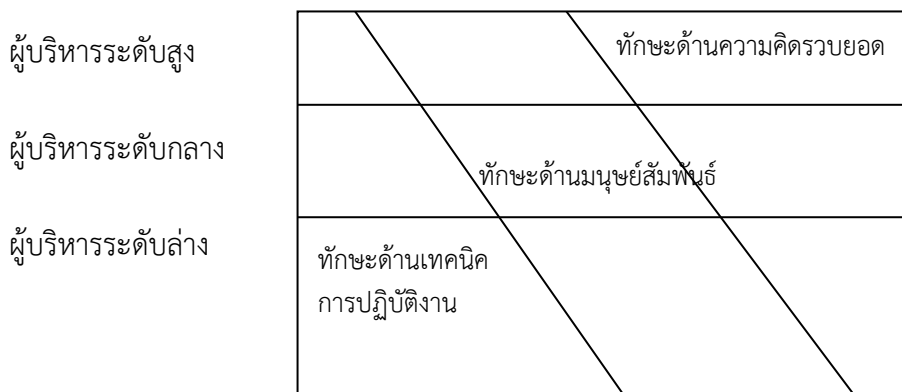 ผู้บริหารระดับสูง
ทักษะด้านความคิดรวบยอด
ผู้บริหารระดับกลาง
ทักษะด้านมนุษย์สัมพันธ์
ผู้บริหารระดับล่าง
ทักษะด้านเทคนิค
การปฏิบัติงาน